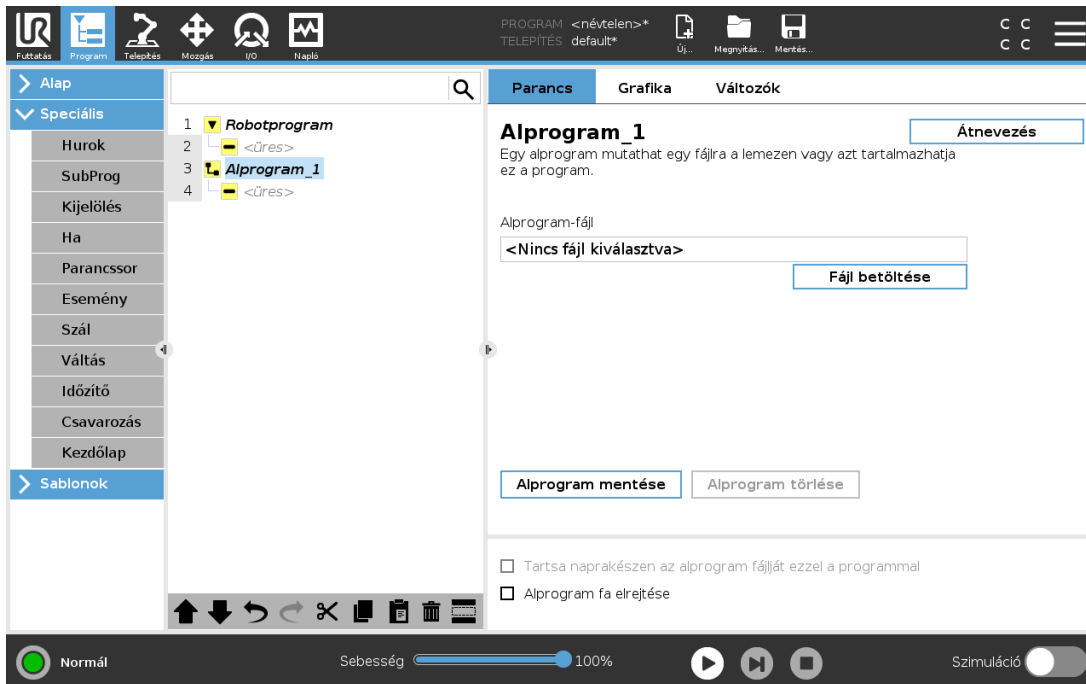 UR
Futtatás
Program
Telepítés
Mozgás
I/O
Napló
PROGRAM <névtelen>*
TELEPÍTÉS default*
Új...
Megnyitás...
Mentés...
C C
C C
Alap
Speciális
Hurok
SubProg
Kijelölés
Ha
Parancssor
Esemény
Szál
Váltás
Időzítő
Csavarozás
Kezdőlap
Sablonok
1 Robotprogram
2 <üres>
3 Alprogram_1
4 <üres>
Parancs Grafika Változók
Alprogram_1
Átnevezés
Egy alprogram mutathat egy fájlra a lemezen vagy azt tartalmazhatja
ez a program.
Alprogram-fájl
<Nincs fájl kiválasztva>
Fájl betöltése
Alprogram mentése
Alprogram törlése
Tartsa naprakészen az alprogram fájlját ezzel a programmal
Alprogram fa elrejtése
Normál
Sebesség 100%
Szimuláció